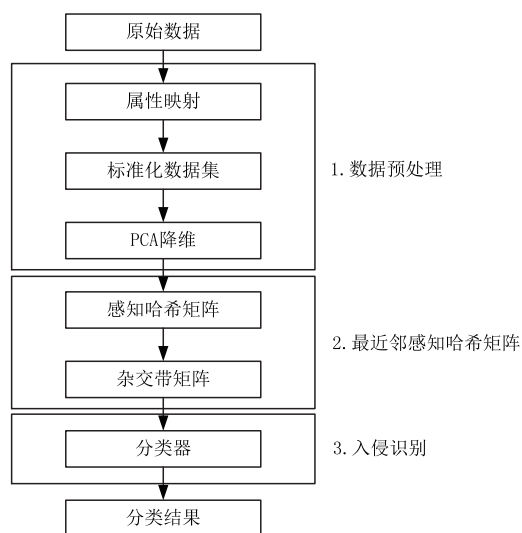 原始数据
属性映射
标准化数据集
1.数据预处理
PCA降维
感知哈希矩阵
2.最近邻感知哈希矩阵
杂交带矩阵
分类器
3.入侵识别
分类结果